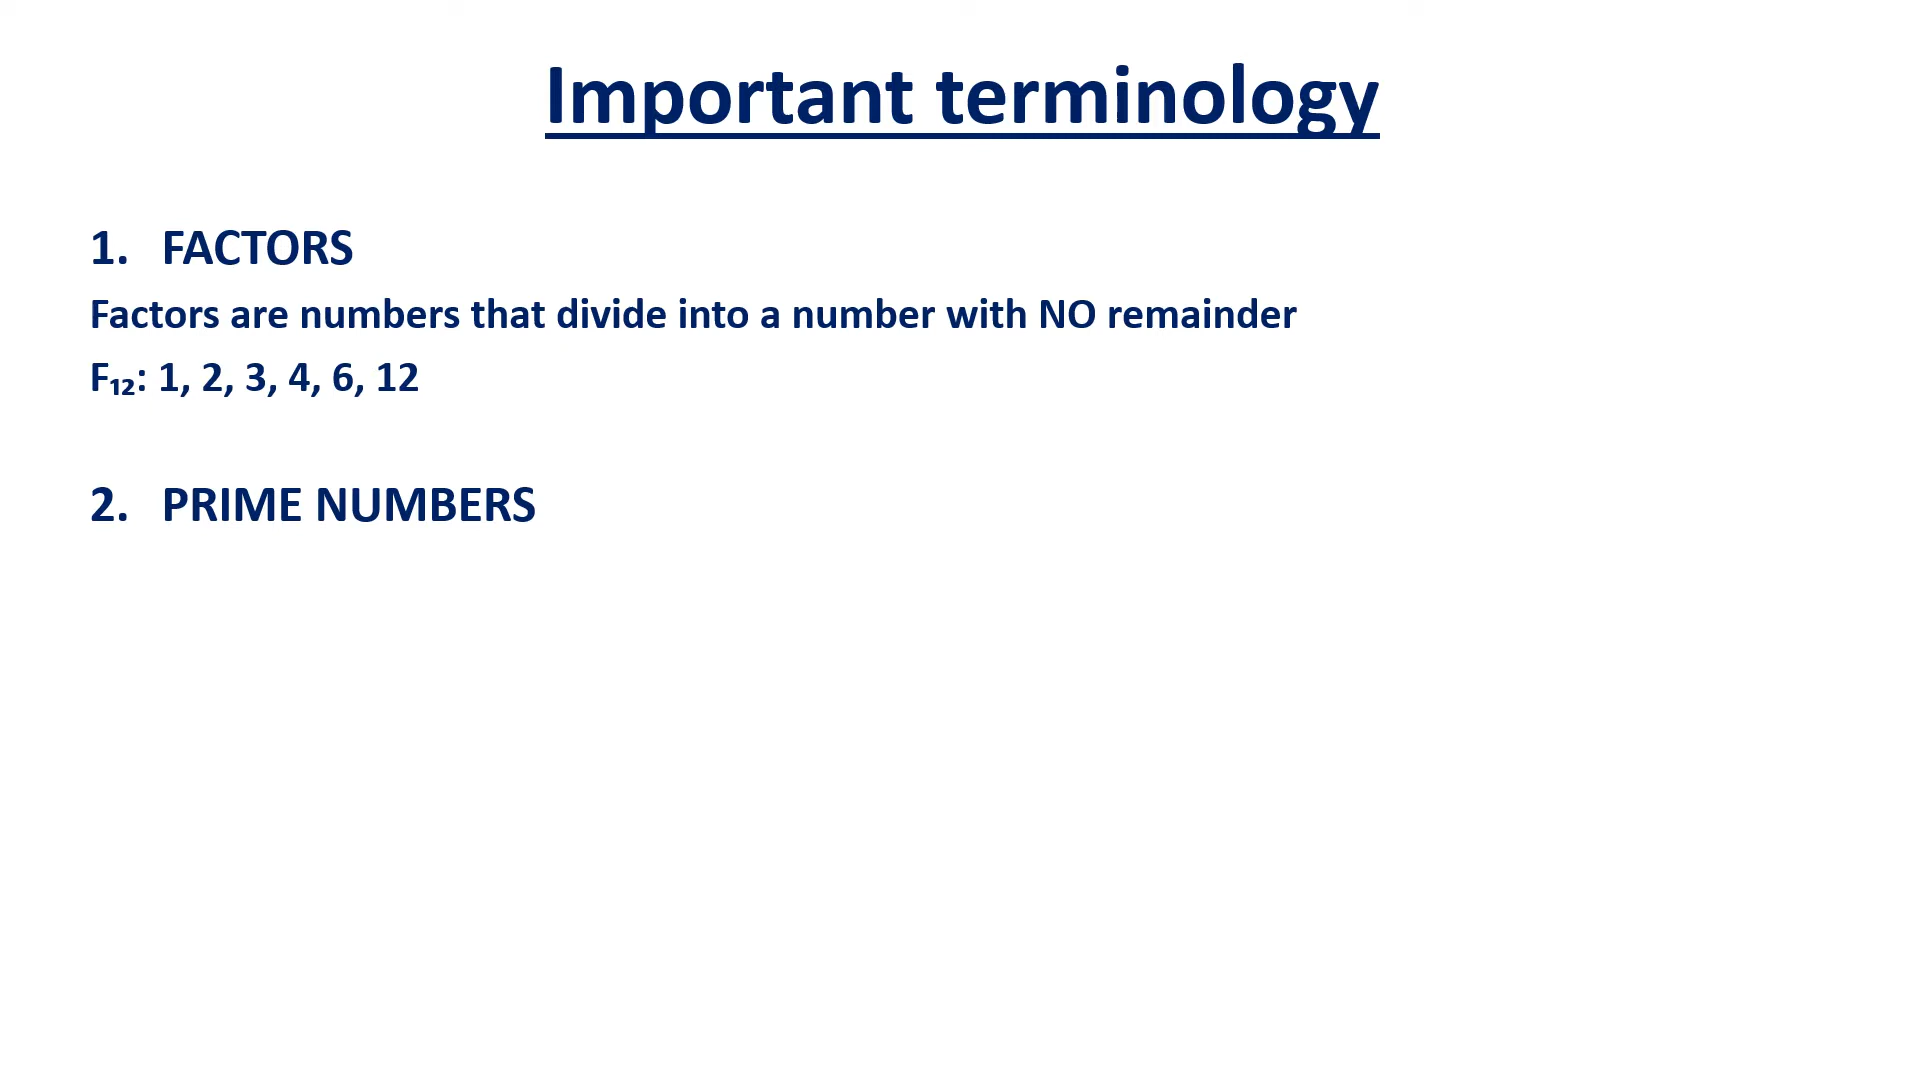 Important terminology
1. FACTORS
Factors are numbers that divide into a number with NO remainder
F₁₂: 1, 2, 3, 4, 6, 12
2. PRIME NUMBERS